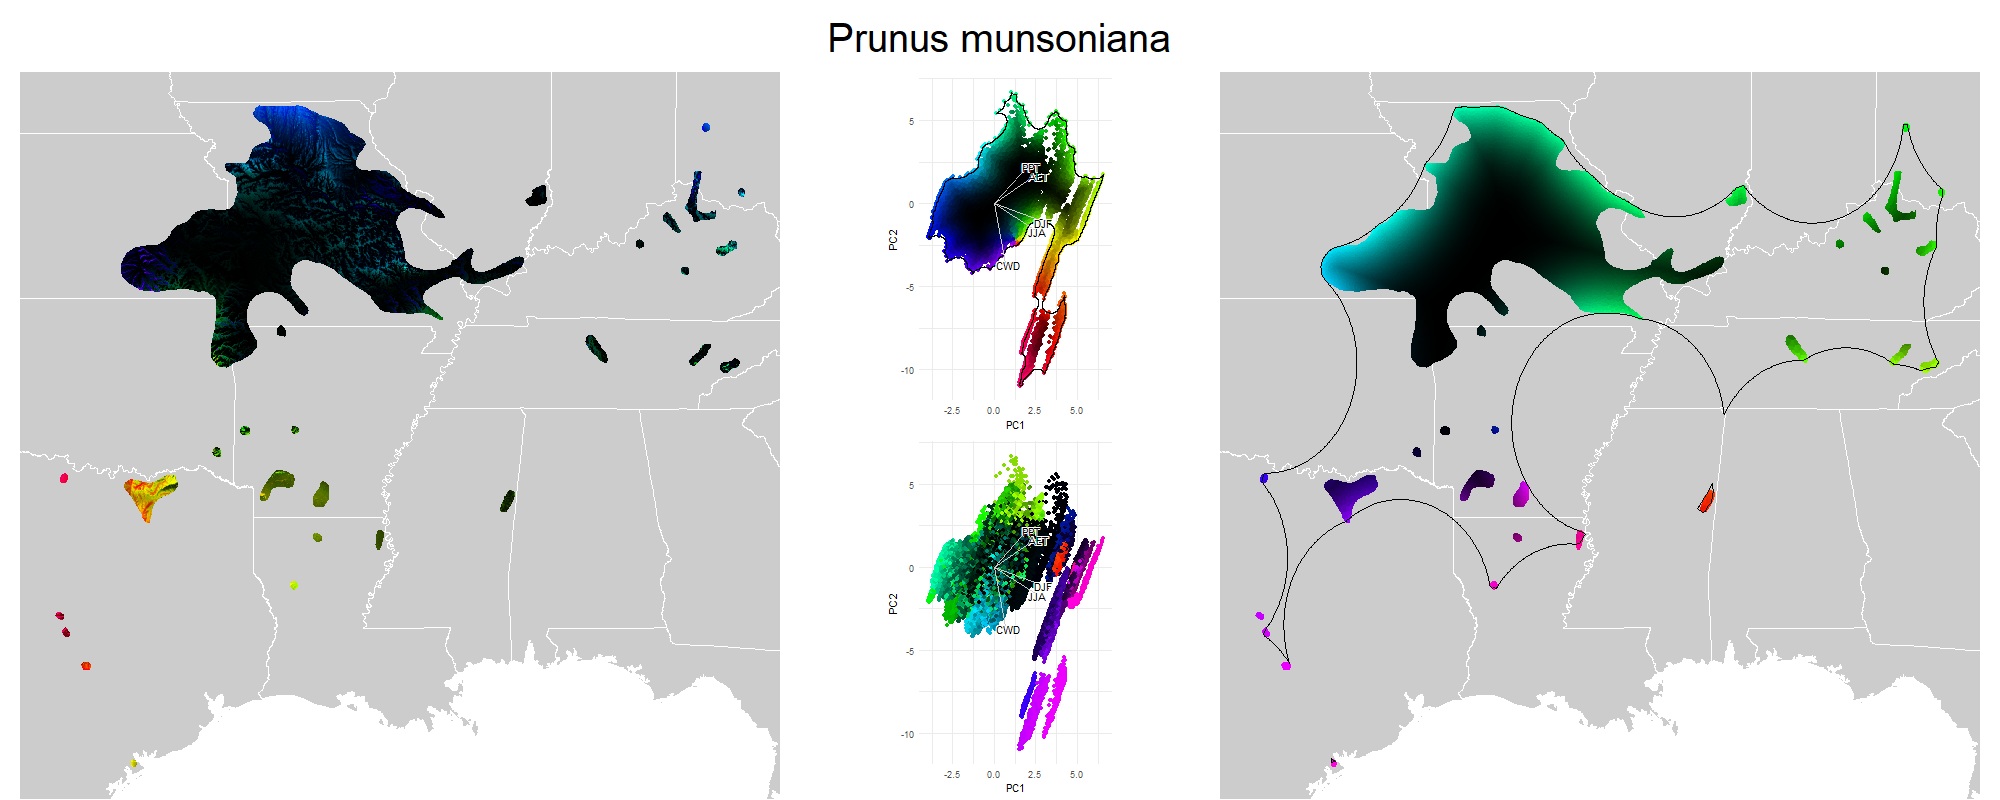 Prunus munsoniana
5
0
-5
-10
PC2
PPT
AET
DJF
JJA
CWD
-2.5 0.0 2.5 5.0
PC1
5
0
-5
-10
PC2
PPT
AET
DJF
JJA
CWD
-2.5 0.0 2.5 5.0
PC1